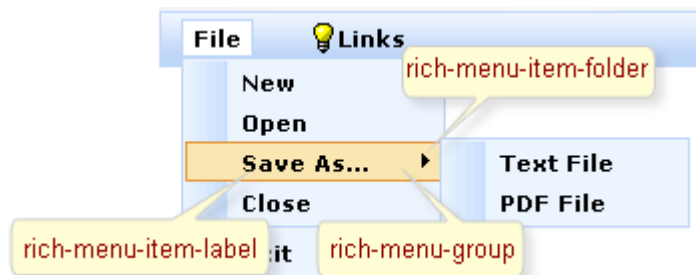 File Links
rich-menu-item-folder
New
Open
Save As... Text File
Close PDF File
rich-menu-item-label rich-menu-group